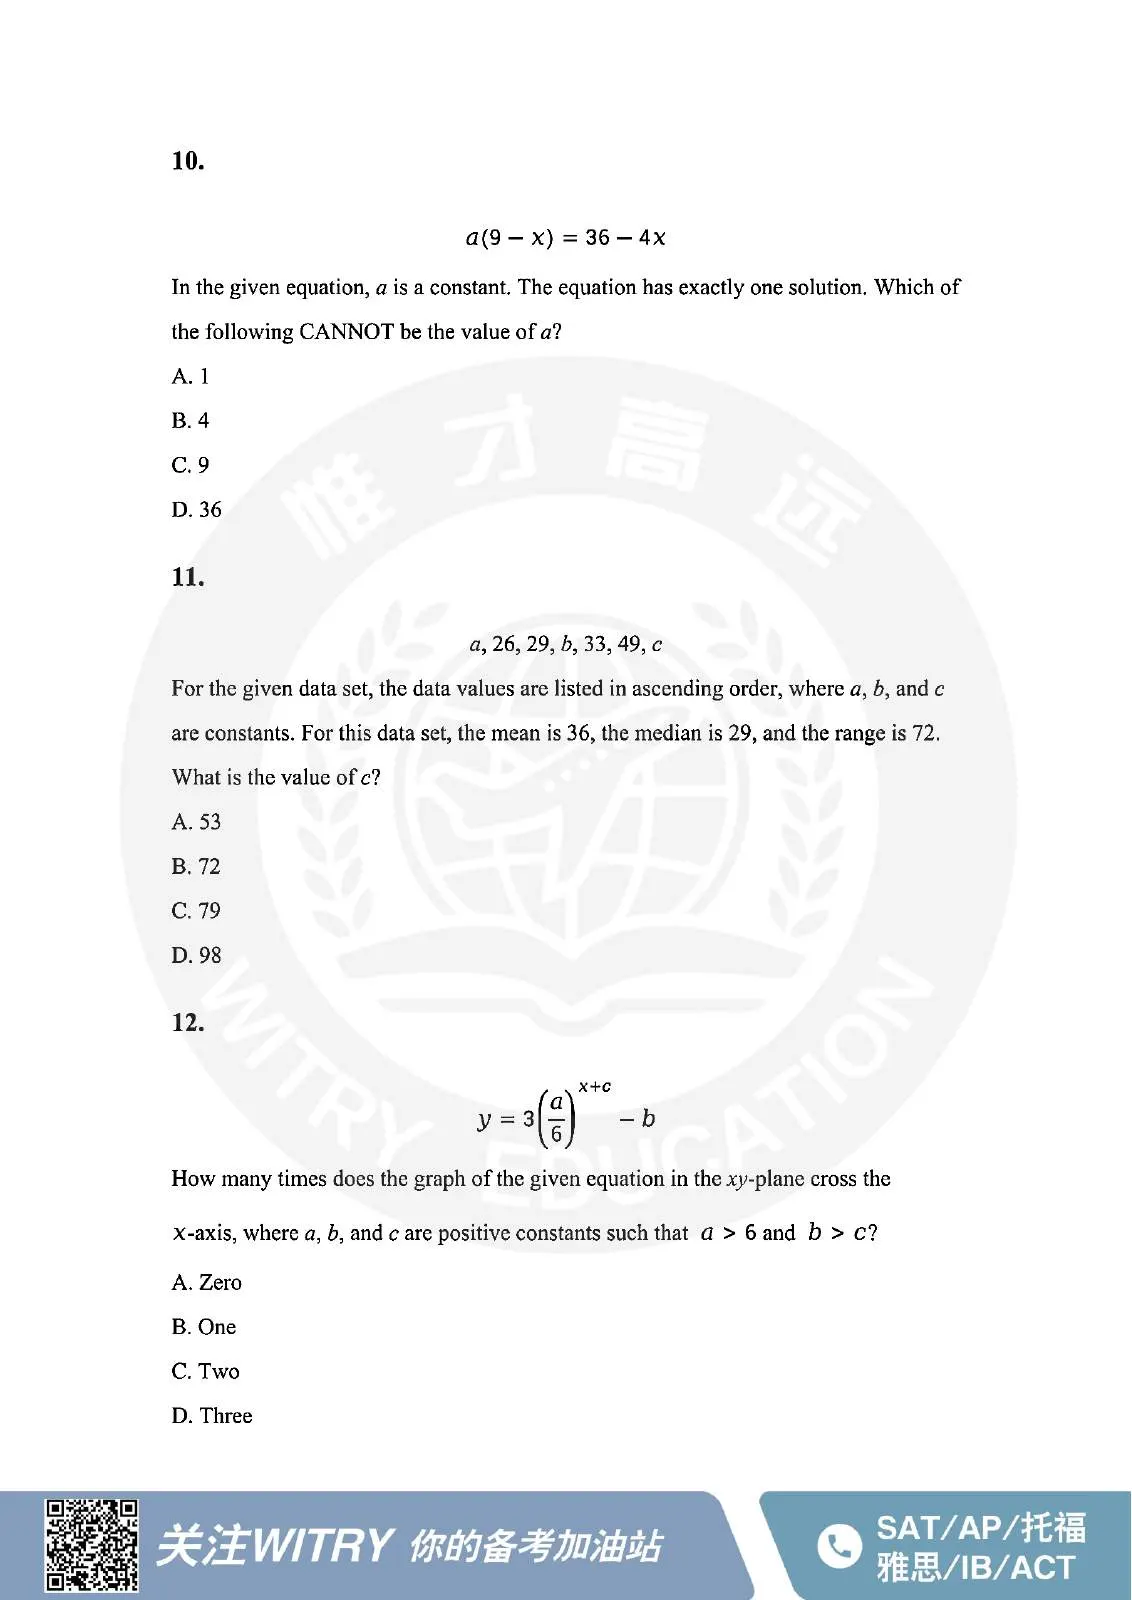 10.
a(9 − x) = 36 − 4x
In the given equation, a is a constant. The equation has exactly one solution. Which of
the following CANNOT be the value of a?
A. 1
B. 4
C. 9
D. 36
11.
a, 26, 29, b, 33, 49, c
For the given data set, the data values are listed in ascending order, where a, b, and c
are constants. For this data set, the mean is 36, the median is 29, and the range is 72.
What is the value of c?
A. 53
B. 72
C. 79
D. 98
12.
y = 3(a/6)^(x+c) − b
How many times does the graph of the given equation in the xy-plane cross the
x-axis, where a, b, and c are positive constants such that a > 6 and b > c?
A. Zero
B. One
C. Two
D. Three
惟才高远
WITRY EDUCATION
关注WITRY 你的备考加油站
SAT/AP/托福
雅思/IB/ACT